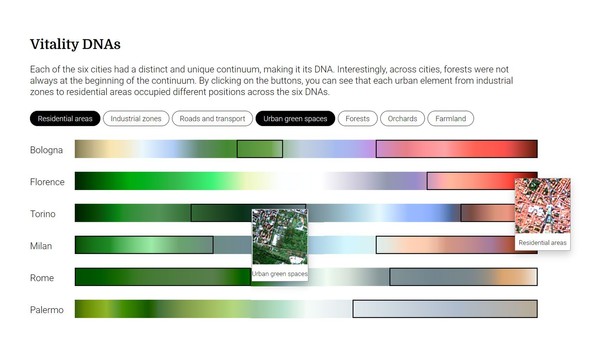 Vitality DNAs
Each of the six cities had a distinct and unique continuum, making it its DNA. Interestingly, across cities, forests were not
always at the beginning of the continuum. By clicking on the buttons, you can see that each urban element from industrial
zones to residential areas occupied different positions across the six DNAs.
Residential areas Industrial zones Roads and transport Urban green spaces Forests Orchards Farmland
Bologna
Florence
Torino
Milan
Residential areas
Rome
Urban green spaces
Palermo